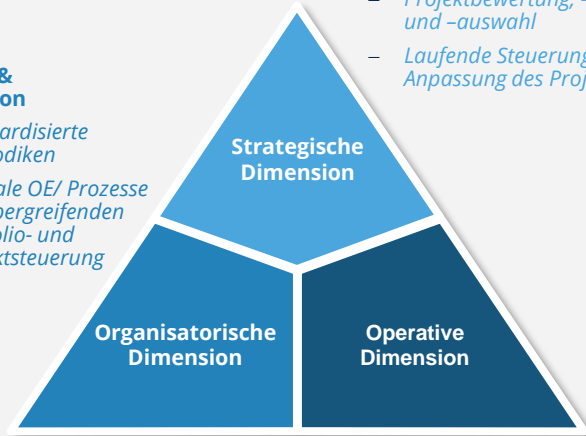 Projektbewertung, -
und –auswahl
– Laufende Steuerung
Anpassung des Proj
&
on
ardisierte
odiken
ale OE/ Prozesse
bergreifenden
olio- und
ktsteuerung
Strategische
Dimension
Organisatorische
Dimension
Operative
Dimension